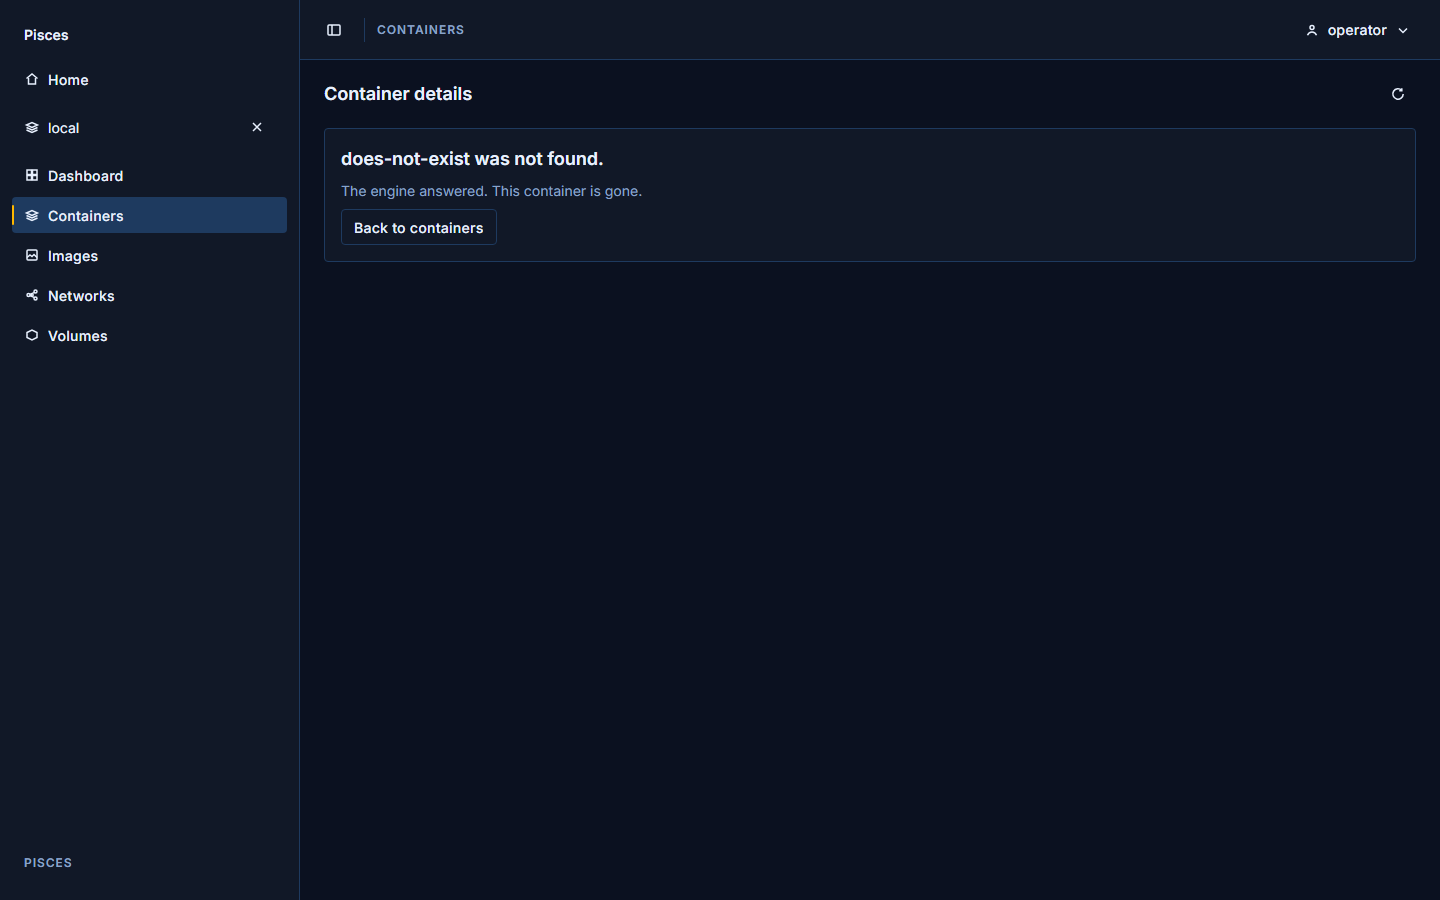 Pisces
Home
local
Dashboard
Containers
Images
Networks
Volumes
PISCES
CONTAINERS
operator
Container details
does-not-exist was not found.
The engine answered. This container is gone.
Back to containers